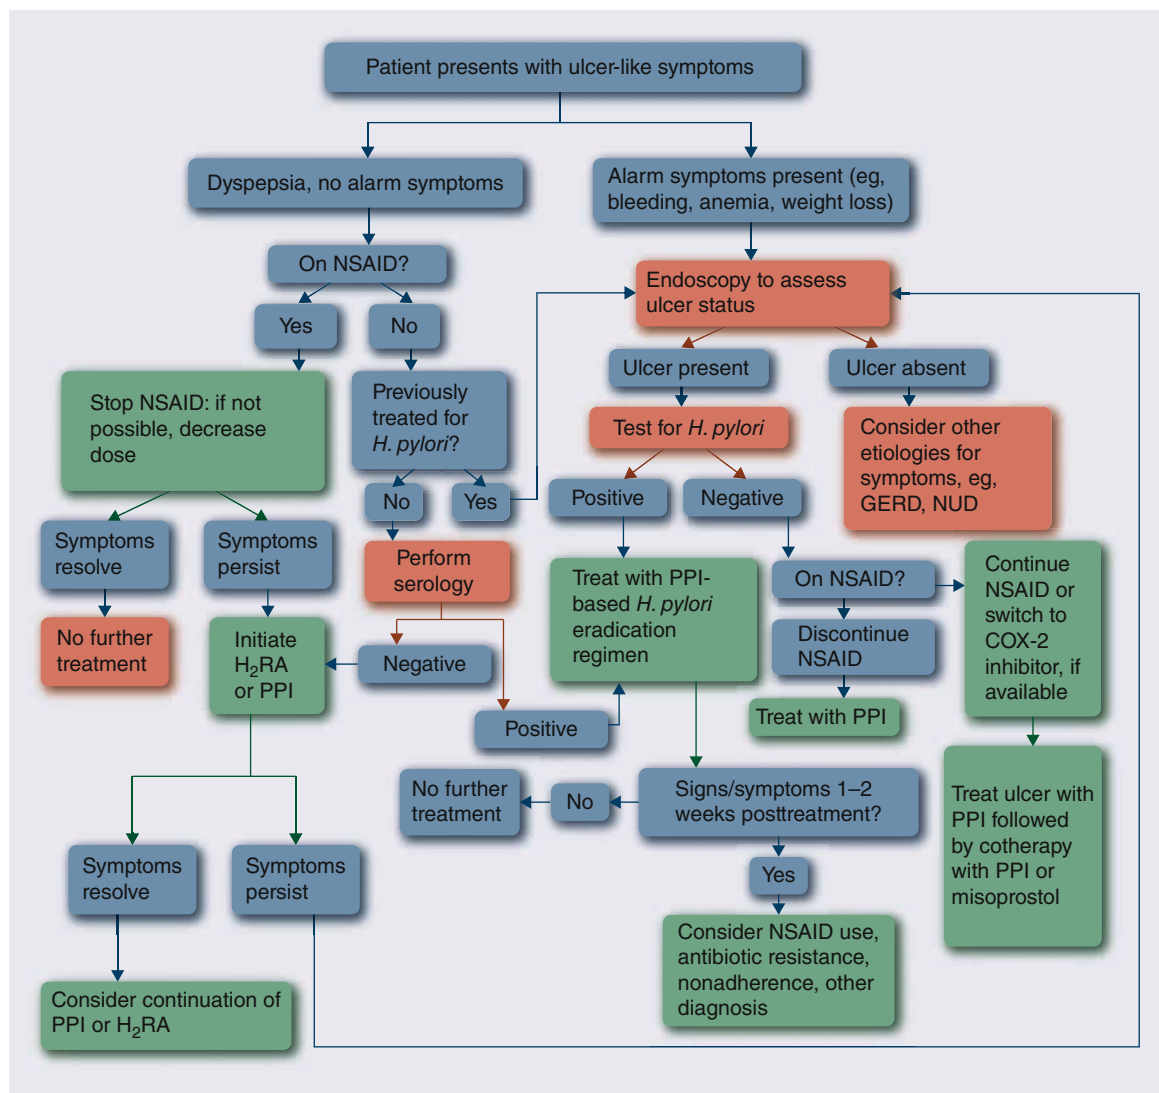 Patient presents with ulcer-like symptoms
Dyspepsia, no alarm symptoms
Alarm symptoms present (eg,
bleeding, anemia, weight loss)
On NSAID?
Endoscopy to assess
ulcer status
Yes
No
Ulcer present
Ulcer absent
Stop NSAID: if not
possible, decrease
dose
Previously
treated for
H. pylori?
Test for H. pylori
Consider other
etiologies for
symptoms, eg,
GERD, NUD
No
Yes
Positive
Negative
Symptoms
resolve
Symptoms
persist
Perform
serology
Treat with PPI-
based H. pylori
eradication
regimen
On NSAID?
Continue
NSAID or
switch to
COX-2
inhibitor, if
available
No further
treatment
Initiate
H2RA
or PPI
Negative
Discontinue
NSAID
Positive
Treat with PPI
No further
treatment
No
Signs/symptoms 1–2
weeks posttreatment?
Treat ulcer with
PPI followed
by cotherapy
with PPI or
misoprostol
Symptoms
resolve
Symptoms
persist
Yes
Consider NSAID use,
antibiotic resistance,
nonadherence, other
diagnosis
Consider continuation of
PPI or H2RA